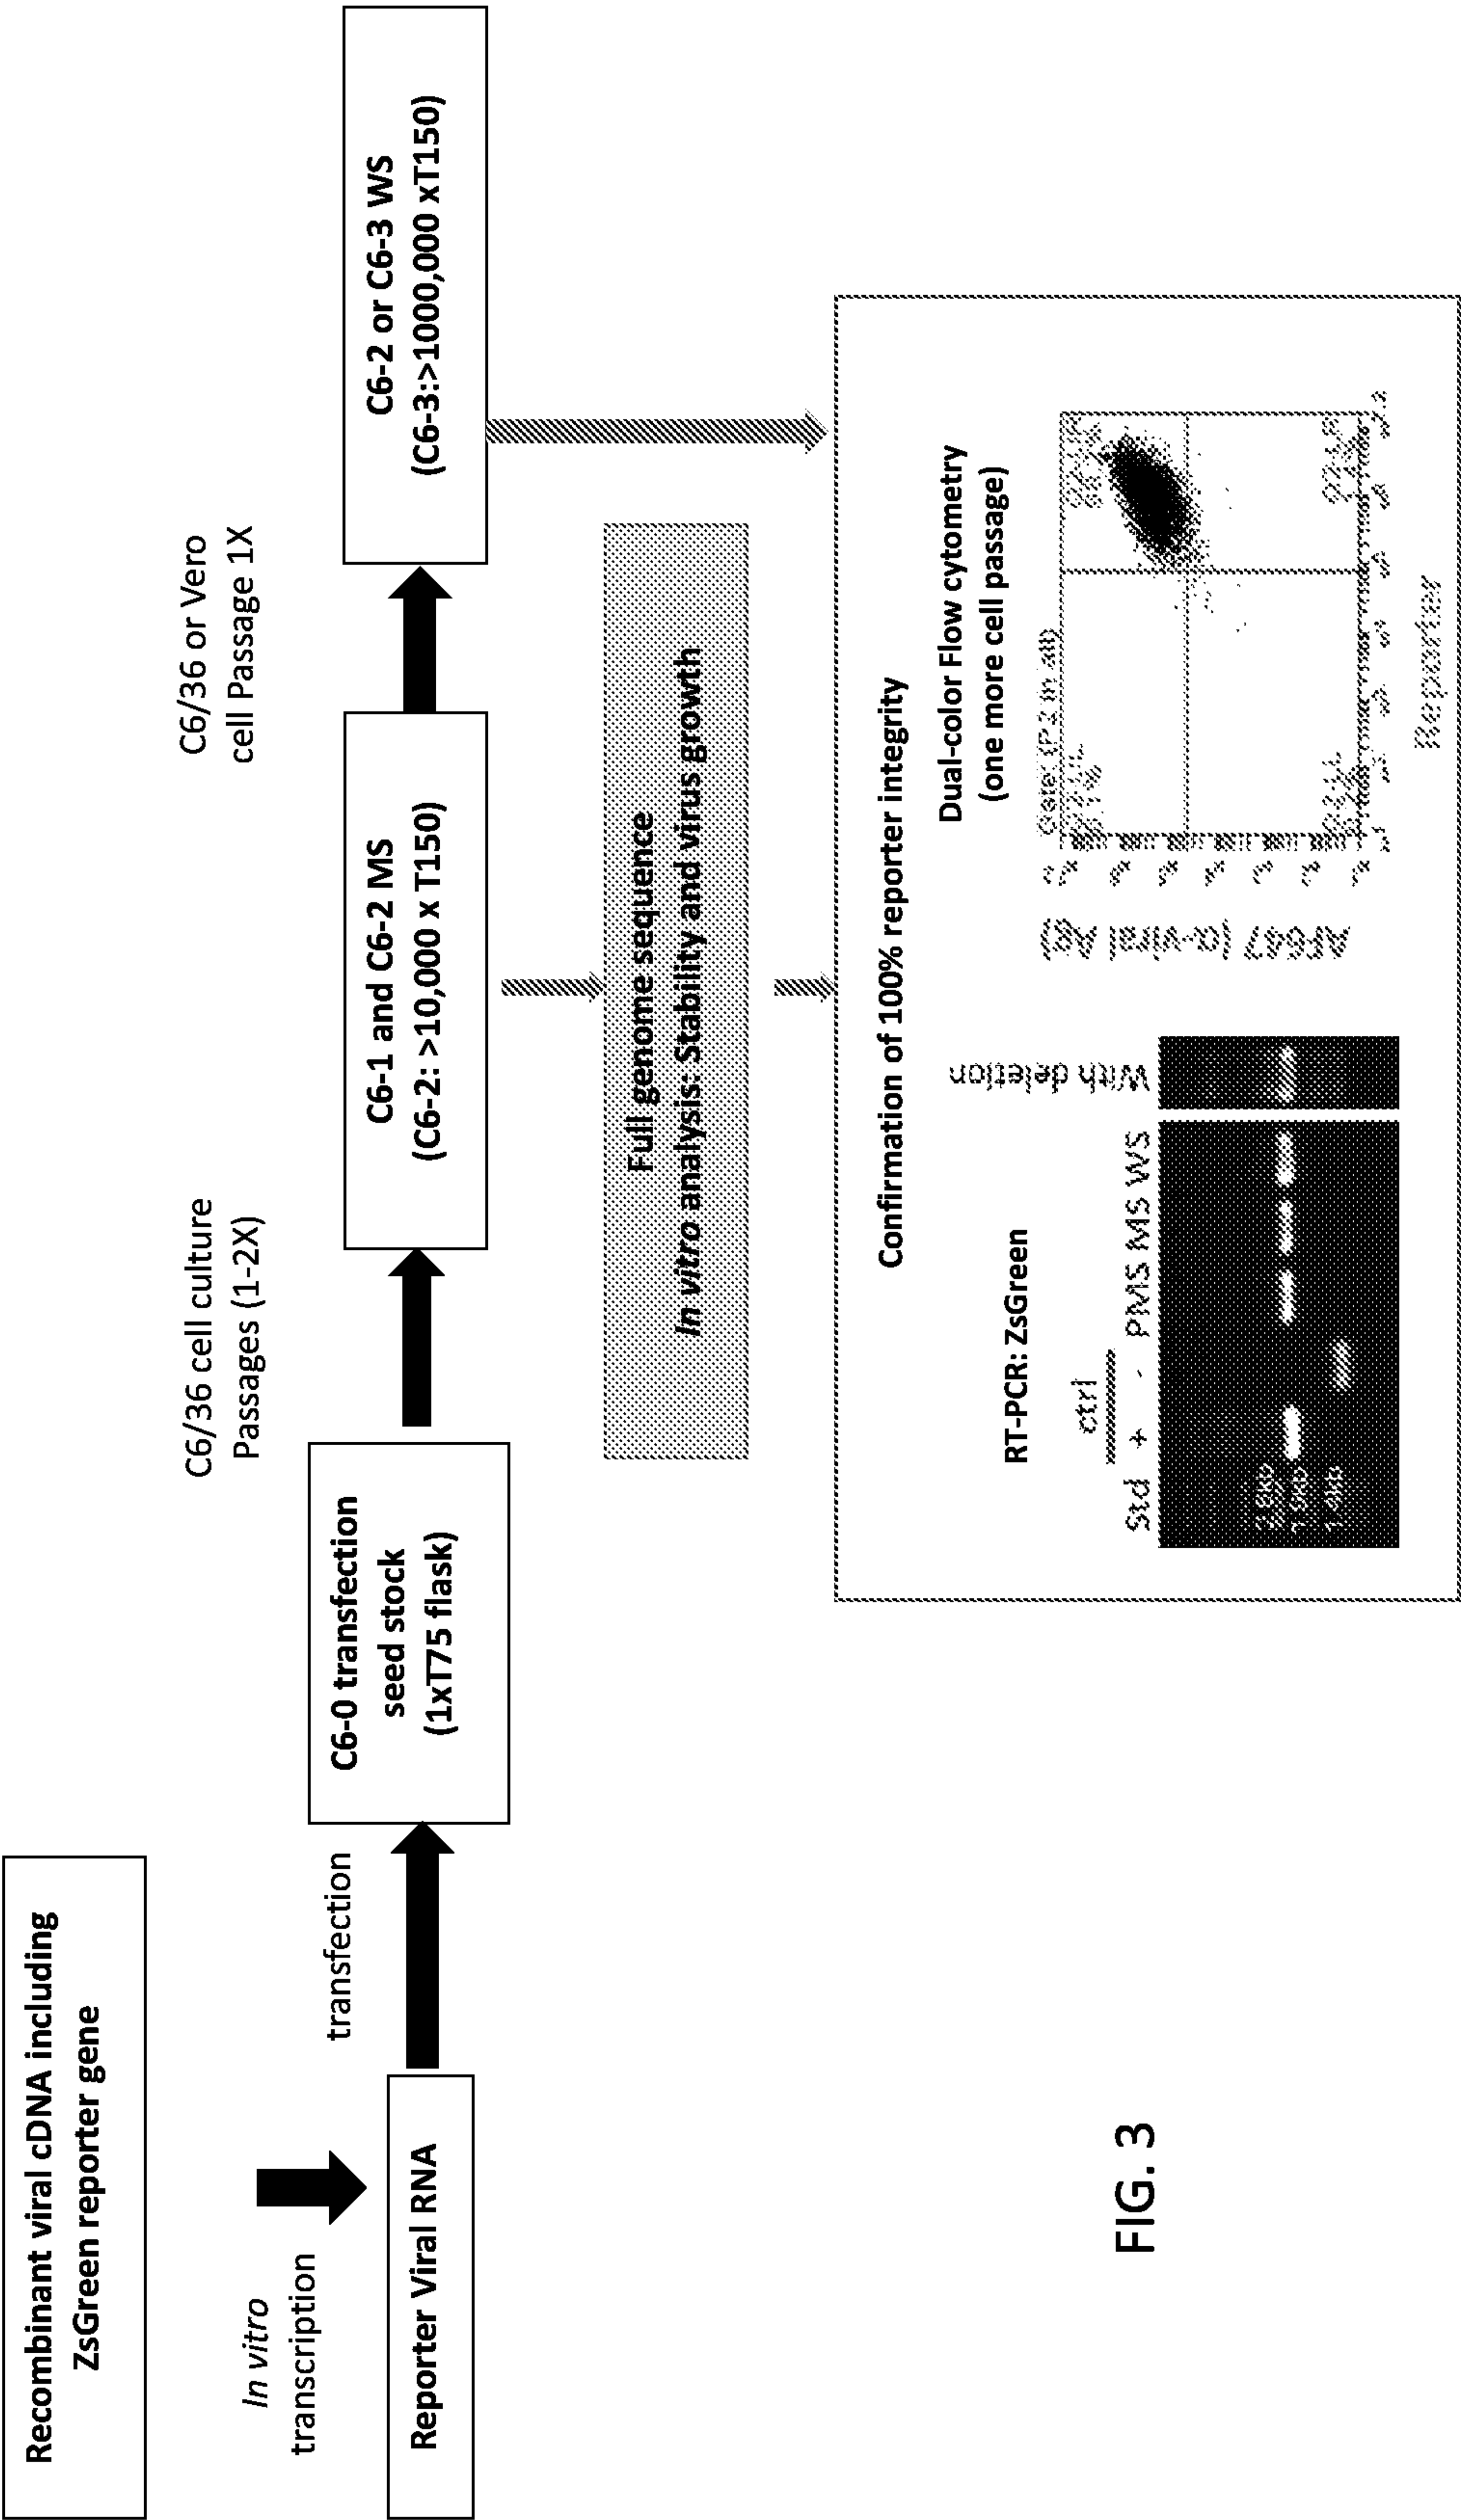 Recombinant viral cDNA including
ZsGreen reporter gene
In vitro
transcription
Reporter Viral RNA
transfection
C6-0 transfection
seed stock
(1xT75 flask)
C6/36 cell culture
Passages (1-2X)
C6-1 and C6-2 MS
(C6-2: >10,000 x T150)
C6/36 or Vero
cell Passage 1X
C6-2 or C6-3 WS
(C6-3:>1000,000 xT150)
Full genome sequence
In vitro analysis: Stability and virus growth
Confirmation of 100% reporter integrity
RT-PCR: ZsGreen
ctrl
Std + - PMS MS WS
With deletion
1.9kb
1.4kb
Dual-color Flow cytometry
(one more cell passage)
AF647 (α-viral Ag)
Reporter
FIG. 3